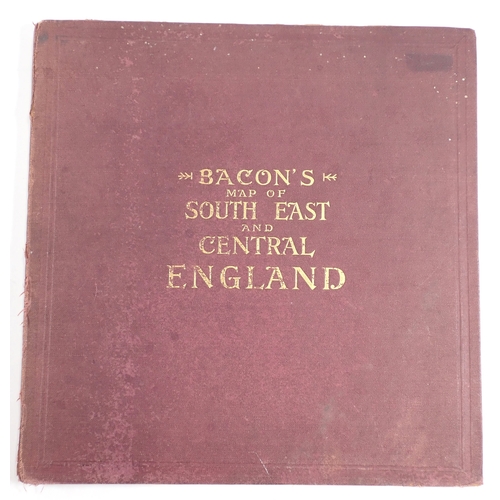 BACON'S
MAP OF
SOUTH EAST
AND
CENTRAL
ENGLAND